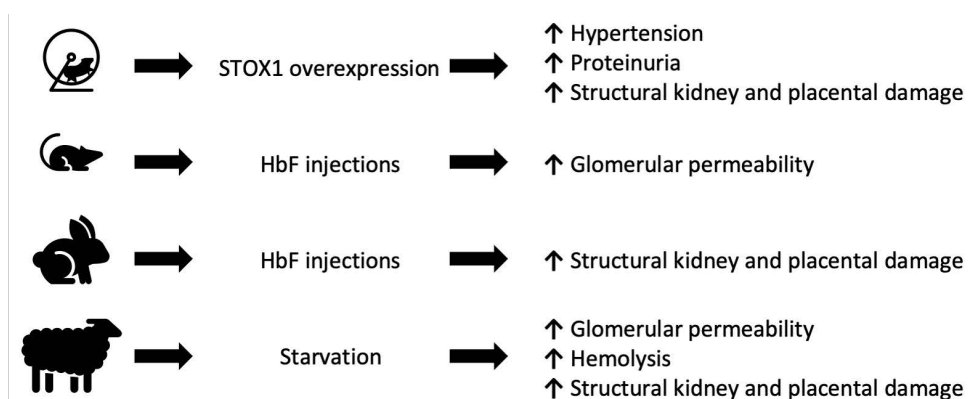 STOX1 overexpression
↑ Hypertension
↑ Proteinuria
↑ Structural kidney and placental damage
HbF injections
↑ Glomerular permeability
HbF injections
↑ Structural kidney and placental damage
Starvation
↑ Glomerular permeability
↑ Hemolysis
↑ Structural kidney and placental damage